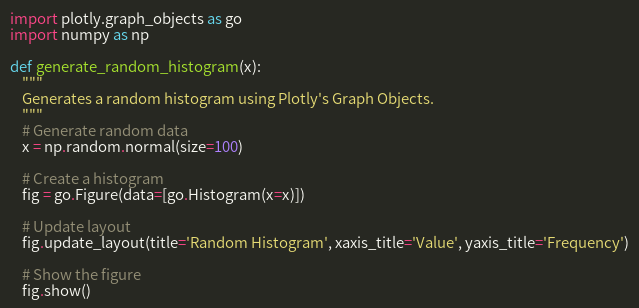 import plotly.graph_objects as go
import numpy as np
def generate_random_histogram(x):
"""
Generates a random histogram using Plotly's Graph Objects.
"""
# Generate random data
x = np.random.normal(size=100)
# Create a histogram
fig = go.Figure(data=[go.Histogram(x=x)])
# Update layout
fig.update_layout(title='Random Histogram', xaxis_title='Value', yaxis_title='Frequency')
# Show the figure
fig.show()